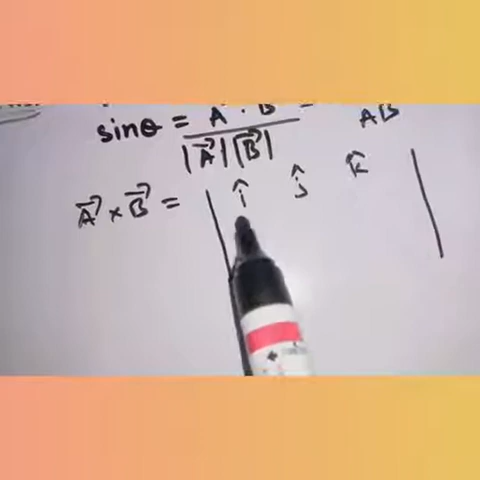 sinθ = A · B =
|A⃗| |B⃗| AB
A⃗ × B⃗ = | î ĵ k̂ |